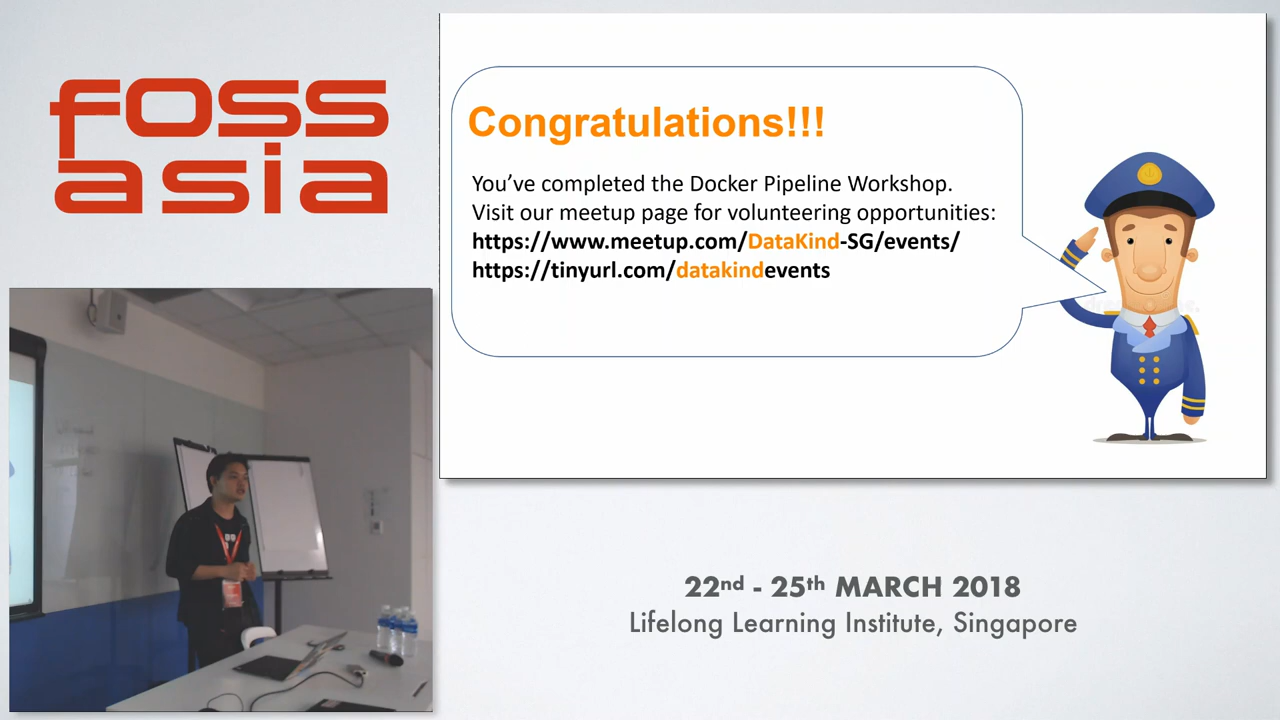 foss
asia
Congratulations!!!
You’ve completed the Docker Pipeline Workshop.
Visit our meetup page for volunteering opportunities:
https://www.meetup.com/DataKind-SG/events/
https://tinyurl.com/datakindevents
22nd - 25th MARCH 2018
Lifelong Learning Institute, Singapore